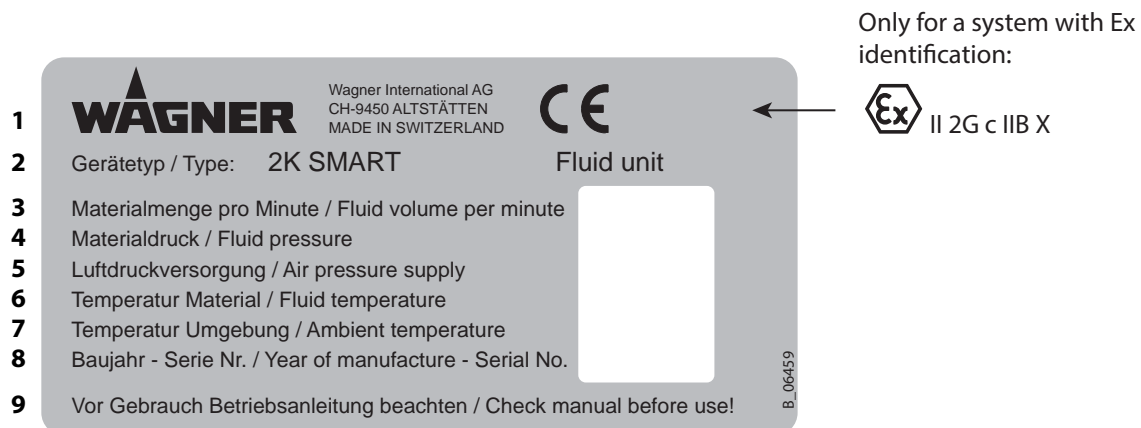 Only for a system with Ex
identification:
Ex
II 2G c IIB X
1
WAGNER
Wagner International AG
CH-9450 ALTSTÄTTEN
MADE IN SWITZERLAND
CE
2 Gerätetyp / Type: 2K SMART Fluid unit
3 Materialmenge pro Minute / Fluid volume per minute
4 Materialdruck / Fluid pressure
5 Luftdruckversorgung / Air pressure supply
6 Temperatur Material / Fluid temperature
7 Temperatur Umgebung / Ambient temperature
8 Baujahr - Serie Nr. / Year of manufacture - Serial No.
9 Vor Gebrauch Betriebsanleitung beachten / Check manual before use!
B_06459